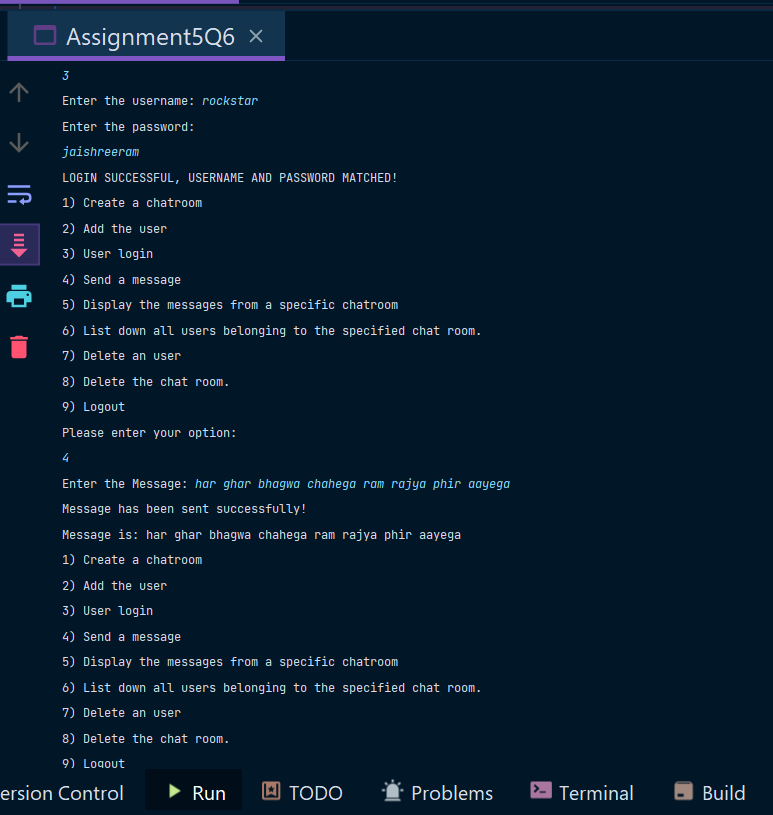 Assignment5Q6
3
Enter the username: rockstar
Enter the password:
jaishreeram
LOGIN SUCCESSFUL, USERNAME AND PASSWORD MATCHED!
1) Create a chatroom
2) Add the user
3) User login
4) Send a message
5) Display the messages from a specific chatroom
6) List down all users belonging to the specified chat room.
7) Delete an user
8) Delete the chat room.
9) Logout
Please enter your option:
4
Enter the Message: har ghar bhagwa chahega ram rajya phir aayega
Message has been sent successfully!
Message is: har ghar bhagwa chahega ram rajya phir aayega
1) Create a chatroom
2) Add the user
3) User login
4) Send a message
5) Display the messages from a specific chatroom
6) List down all users belonging to the specified chat room.
7) Delete an user
8) Delete the chat room.
9) Logout
ersion Control Run TODO Problems Terminal Build